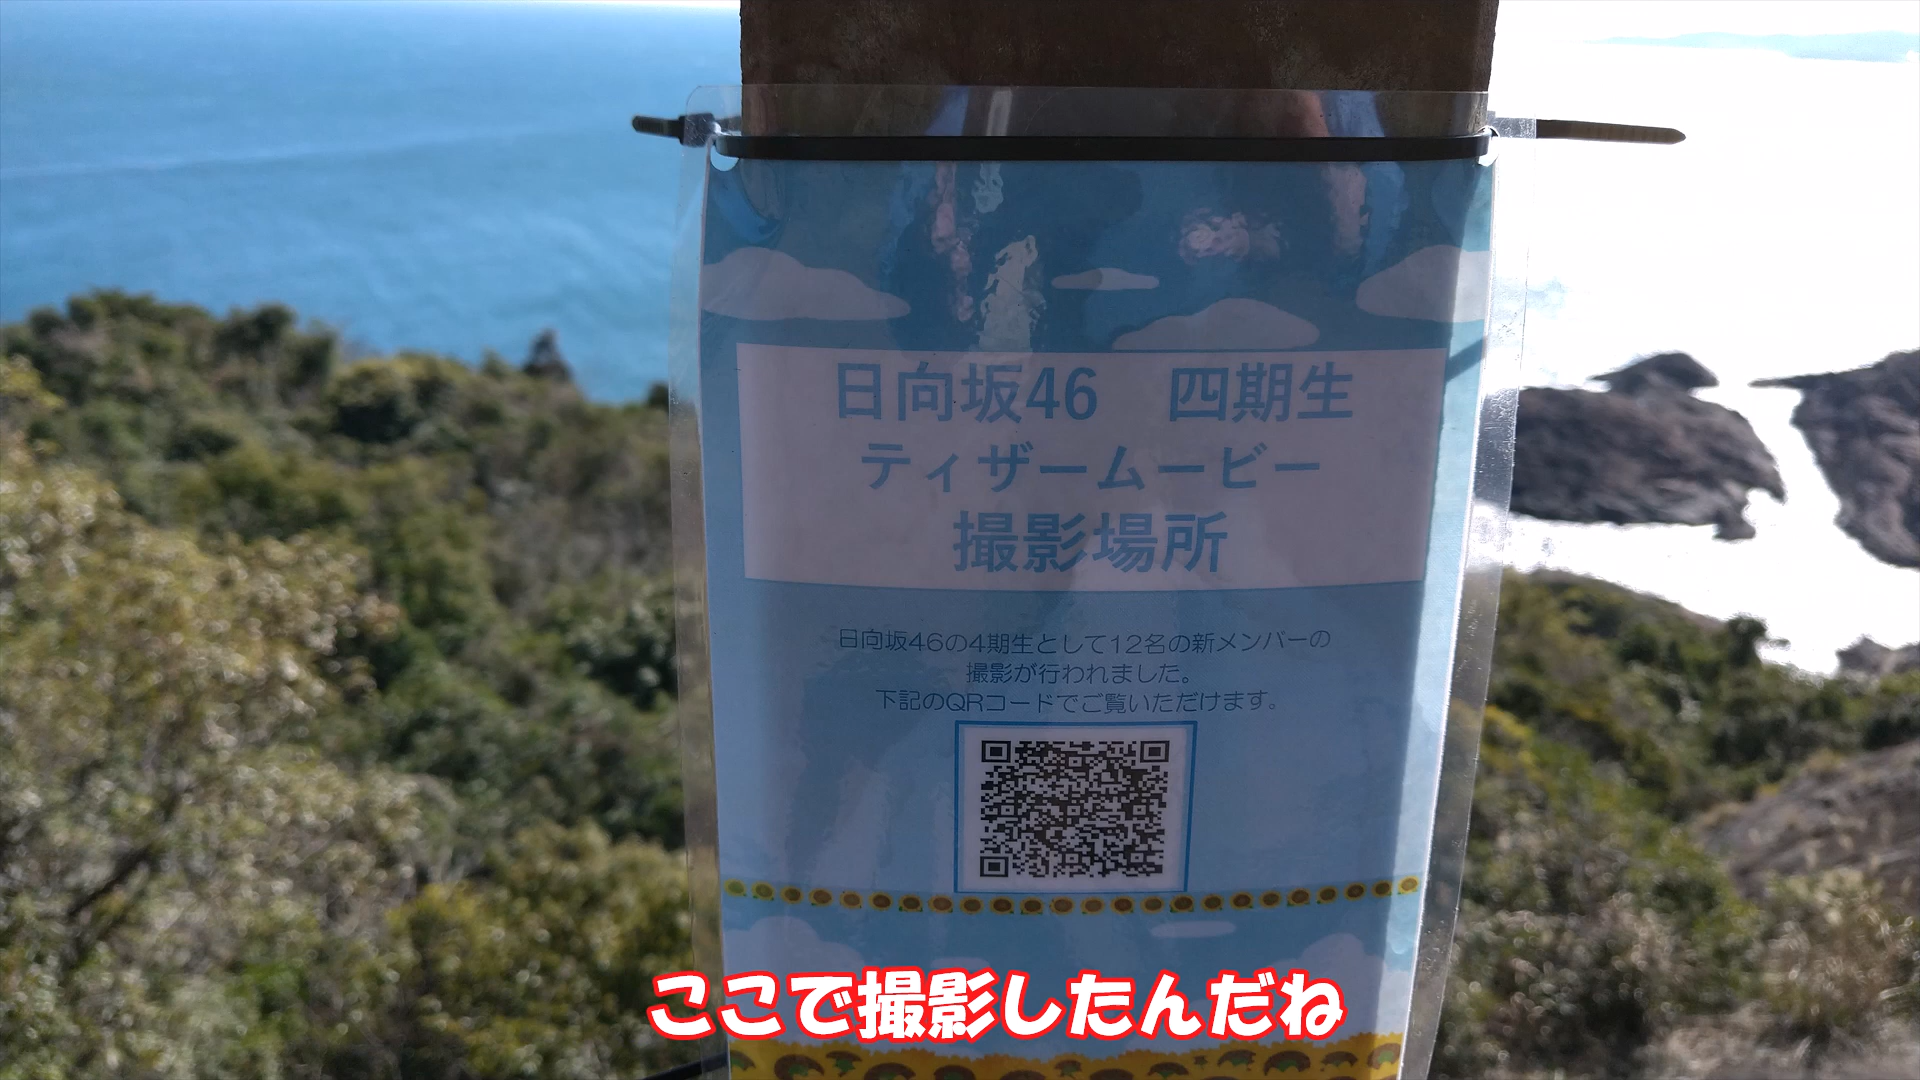 日向坂46　四期生
ティザームービー
撮影場所
日向坂46の4期生として12名の新メンバーの
撮影が行われました。
下記のQRコードでご覧いただけます。
ここで撮影したんだね